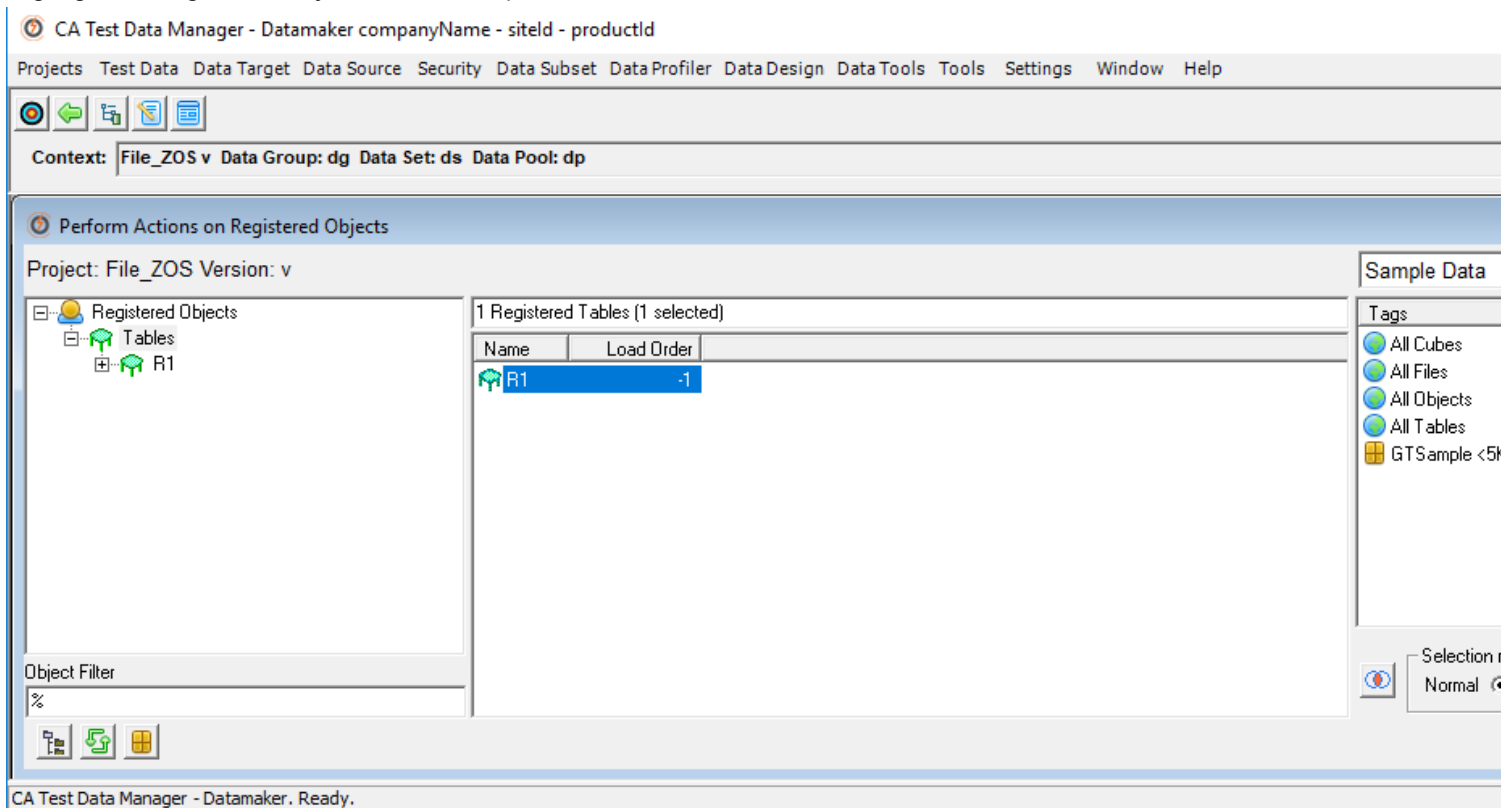 CA Test Data Manager - Datamaker companyName - siteId - productId
Projects Test Data Data Target Data Source Security Data Subset Data Profiler Data Design Data Tools Tools Settings Window Help
Context: File_ZOS v Data Group: dg Data Set: ds Data Pool: dp
Perform Actions on Registered Objects
Project: File_ZOS Version: v
Sample Data
Registered Objects
Tables
R1
1 Registered Tables (1 selected)
Name Load Order
R1 -1
Tags
All Cubes
All Files
All Objects
All Tables
GTSample <5K
Object Filter
%
Selection
Normal
CA Test Data Manager - Datamaker. Ready.